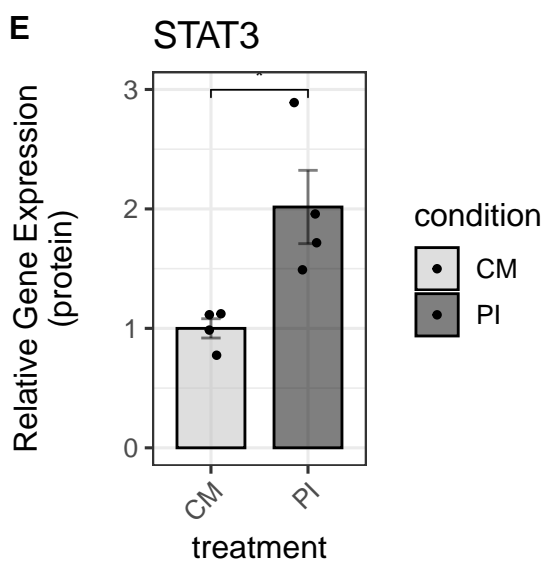 E
STAT3
Relative Gene Expression
(protein)
3
2
1
0
*
CM
PI
treatment
condition
CM
PI